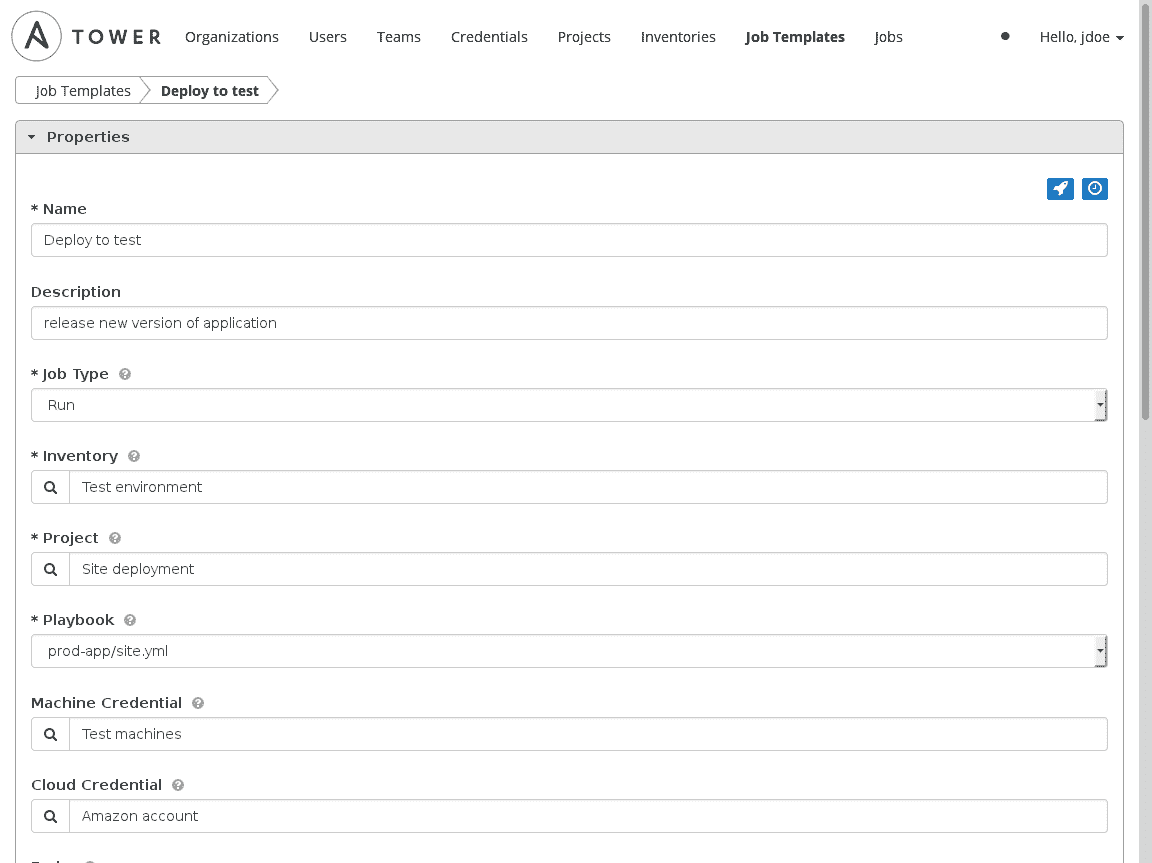 TOWER Organizations Users Teams Credentials Projects Inventories Job Templates Jobs Hello, jdoe
Job Templates Deploy to test
Properties
* Name
Deploy to test
Description
release new version of application
* Job Type
Run
* Inventory
Test environment
* Project
Site deployment
* Playbook
prod-app/site.yml
Machine Credential
Test machines
Cloud Credential
Amazon account